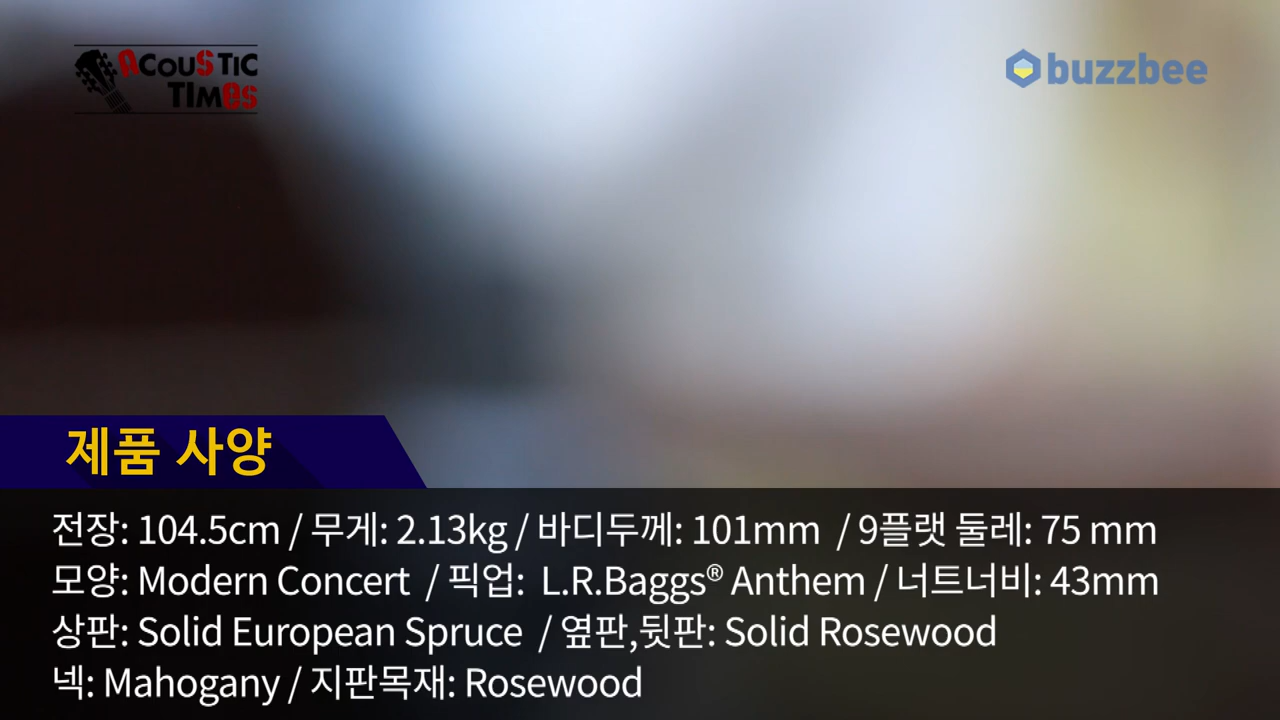 ACOUSTIC
TIMES
buzzbee
제품 사양
전장: 104.5cm / 무게: 2.13kg / 바디두께: 101mm / 9플랫 둘레: 75 mm
모양: Modern Concert / 픽업: L.R.Baggs® Anthem / 너트너비: 43mm
상판: Solid European Spruce / 옆판,뒷판: Solid Rosewood
넥: Mahogany / 지판목재: Rosewood